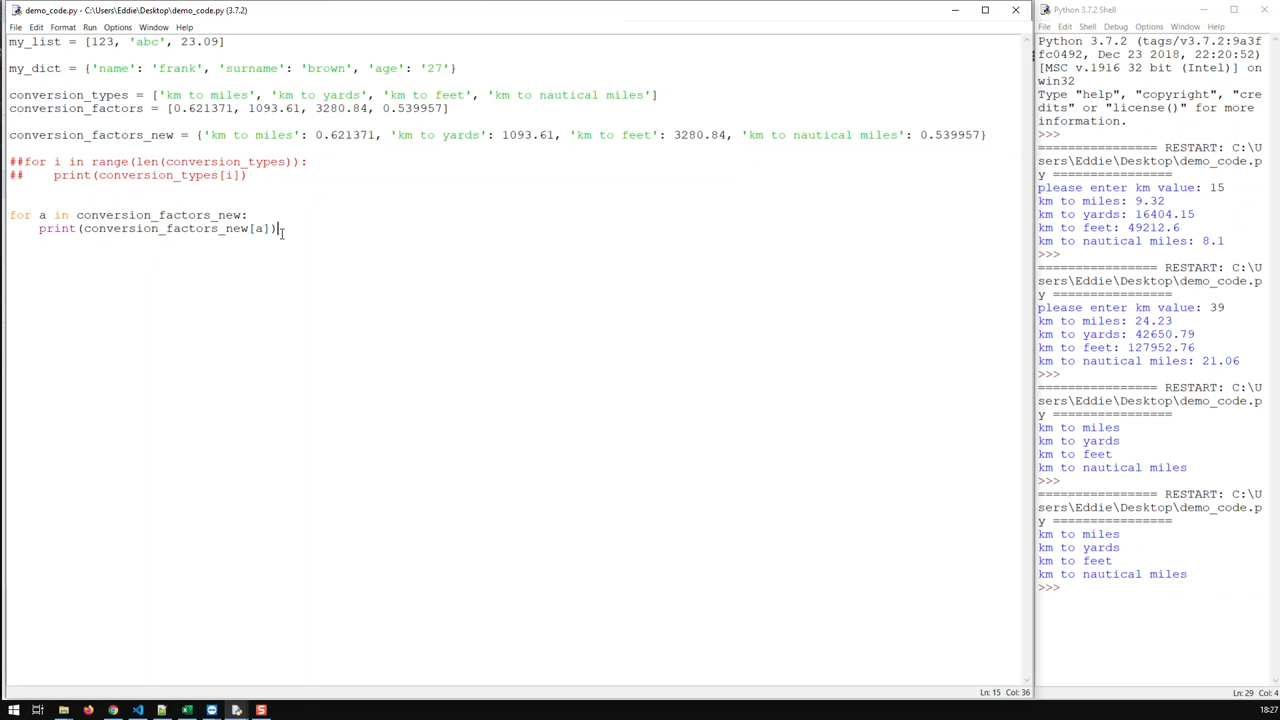 demo_code.py - C:\Users\Eddie\Desktop\demo_code.py (3.7.2)
File Edit Format Run Options Window Help
my_list = [123, 'abc', 23.09]
my_dict = {'name': 'frank', 'surname': 'brown', 'age': '27'}
conversion_types = ['km to miles', 'km to yards', 'km to feet', 'km to nautical miles']
conversion_factors = [0.621371, 1093.61, 3280.84, 0.539957]
conversion_factors_new = {'km to miles': 0.621371, 'km to yards': 1093.61, 'km to feet': 3280.84, 'km to nautical miles': 0.539957}
##for i in range(len(conversion_types)):
##    print(conversion_types[i])
for a in conversion_factors_new:
    print(conversion_factors_new[a])
Ln: 15 Col: 36
Python 3.7.2 Shell
File Edit Shell Debug Options Window Help
Python 3.7.2 (tags/v3.7.2:9a3f
fc0492, Dec 23 2018, 22:20:52)
[MSC v.1916 32 bit (Intel)] on
win32
Type "help", "copyright", "cre
dits" or "license()" for more
information.
>>>
================ RESTART: C:\U
sers\Eddie\Desktop\demo_code.p
y ================
please enter km value: 15
km to miles: 9.32
km to yards: 16404.15
km to feet: 49212.6
km to nautical miles: 8.1
>>>
================ RESTART: C:\U
sers\Eddie\Desktop\demo_code.p
y ================
please enter km value: 39
km to miles: 24.23
km to yards: 42650.79
km to feet: 127952.76
km to nautical miles: 21.06
>>>
================ RESTART: C:\U
sers\Eddie\Desktop\demo_code.p
y ================
km to miles
km to yards
km to feet
km to nautical miles
>>>
================ RESTART: C:\U
sers\Eddie\Desktop\demo_code.p
y ================
km to miles
km to yards
km to feet
km to nautical miles
>>>
Ln: 29 Col: 4
18:27